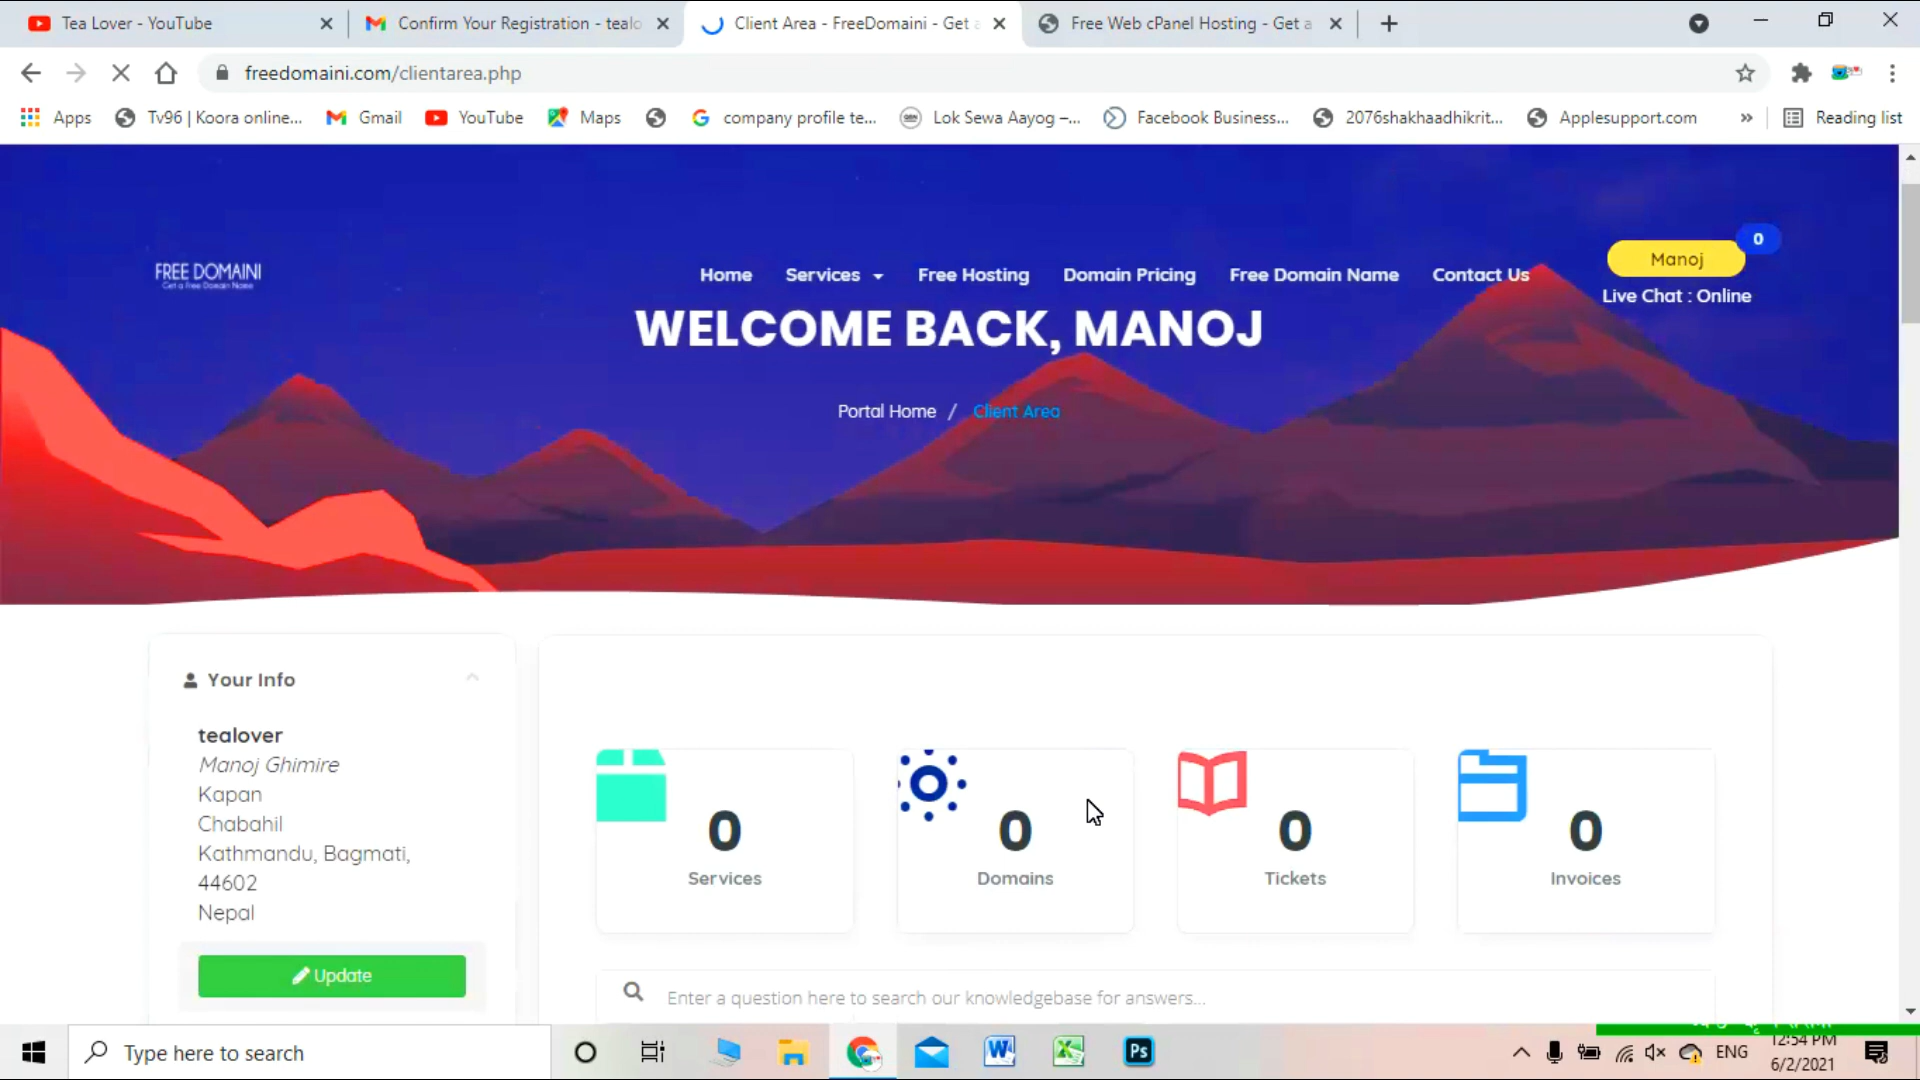 Tea Lover - YouTube
Confirm Your Registration - tealo
Client Area - FreeDomaini - Get a
Free Web cPanel Hosting - Get a
freedomaini.com/clientarea.php
Apps
Tv96 | Koora online...
Gmail
YouTube
Maps
company profile te...
Lok Sewa Aayog –...
Facebook Business...
2076shakhaadhikrit...
Applesupport.com
»
Reading list
FREE DOMAINI
Get a Free Domain Name
Home
Services
Free Hosting
Domain Pricing
Free Domain Name
Contact Us
0
Manoj
Live Chat : Online
WELCOME BACK, MANOJ
Portal Home / Client Area
Your Info
tealover
Manoj Ghimire
Kapan
Chabahil
Kathmandu, Bagmati,
44602
Nepal
Update
0
Services
0
Domains
0
Tickets
0
Invoices
Enter a question here to search our knowledgebase for answers...
Type here to search
W
X
Ps
ENG
12:54 PM
6/2/2021